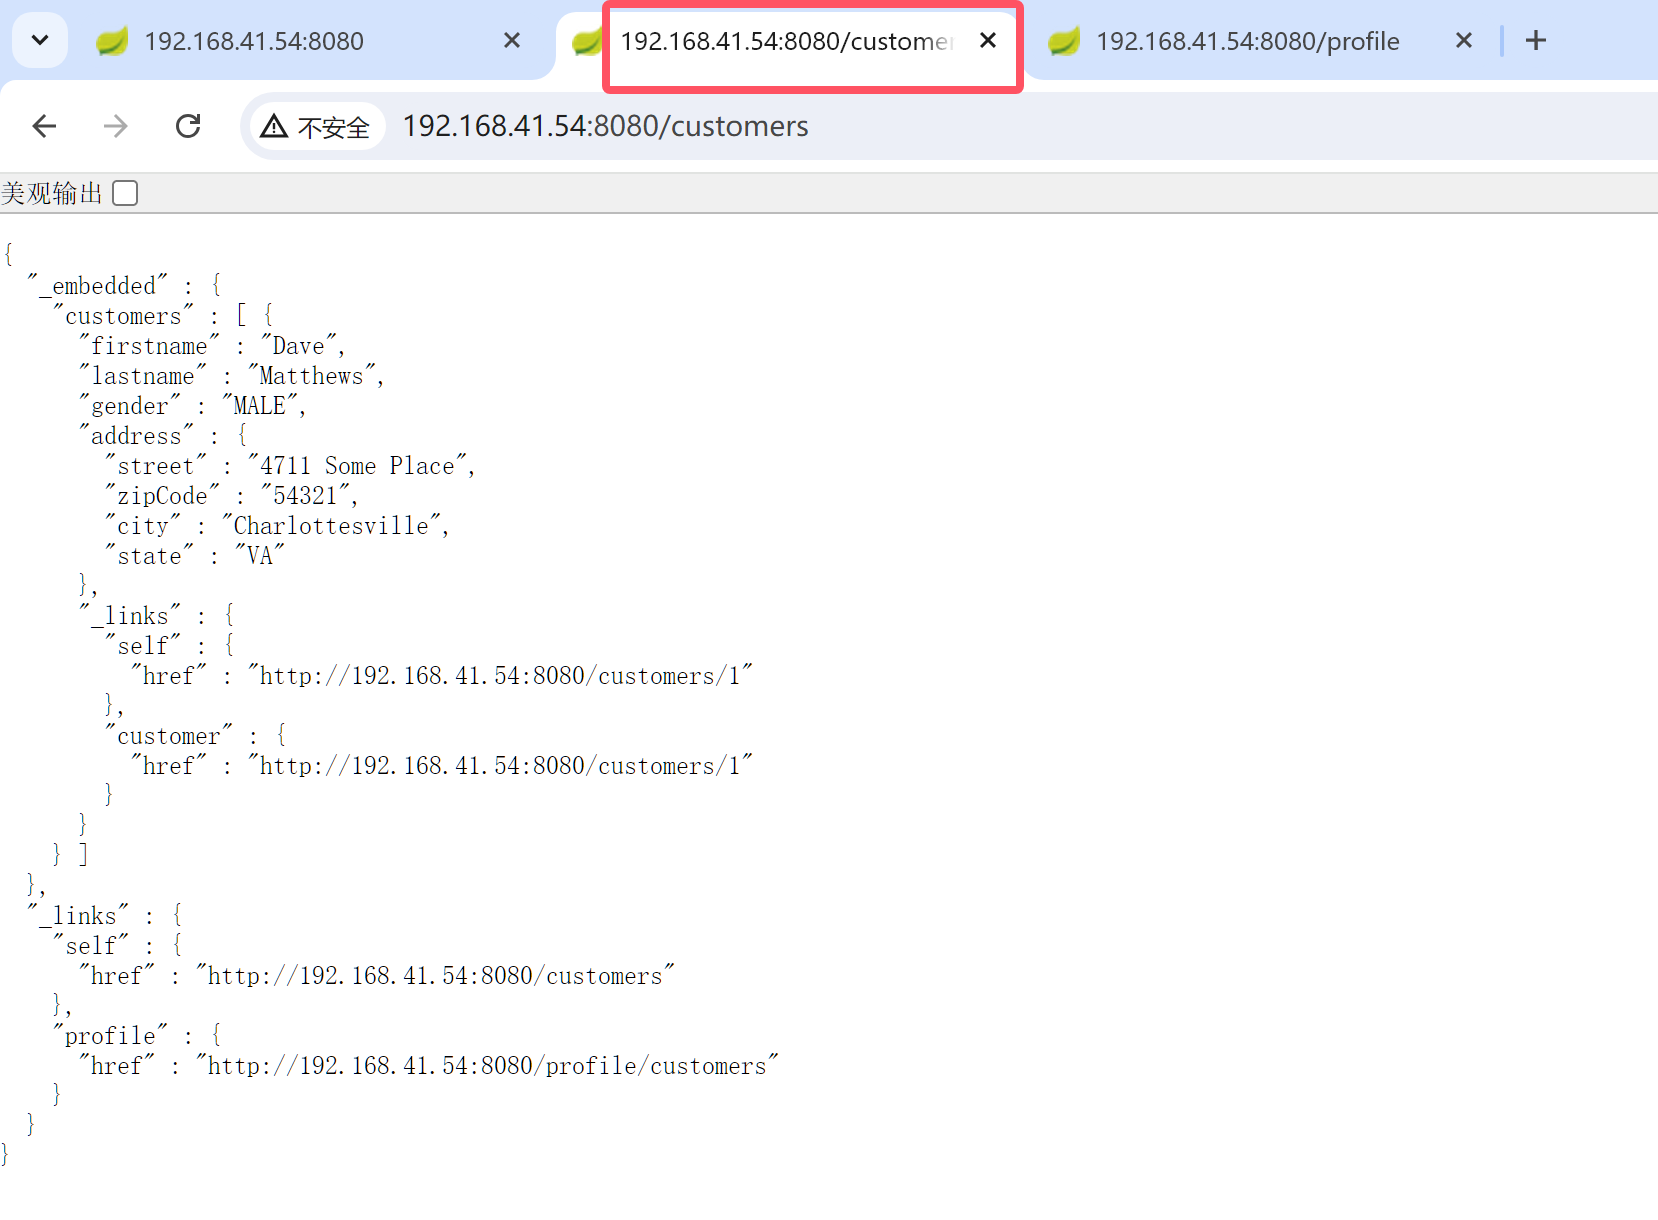 192.168.41.54:8080
192.168.41.54:8080/custome
192.168.41.54:8080/profile
不安全
192.168.41.54:8080/customers
美观输出
{
  "_embedded" : {
    "customers" : [ {
      "firstname" : "Dave",
      "lastname" : "Matthews",
      "gender" : "MALE",
      "address" : {
        "street" : "4711 Some Place",
        "zipCode" : "54321",
        "city" : "Charlottesville",
        "state" : "VA"
      },
      "_links" : {
        "self" : {
          "href" : "http://192.168.41.54:8080/customers/1"
        },
        "customer" : {
          "href" : "http://192.168.41.54:8080/customers/1"
        }
      }
    } ]
  },
  "_links" : {
    "self" : {
      "href" : "http://192.168.41.54:8080/customers"
    },
    "profile" : {
      "href" : "http://192.168.41.54:8080/profile/customers"
    }
  }
}